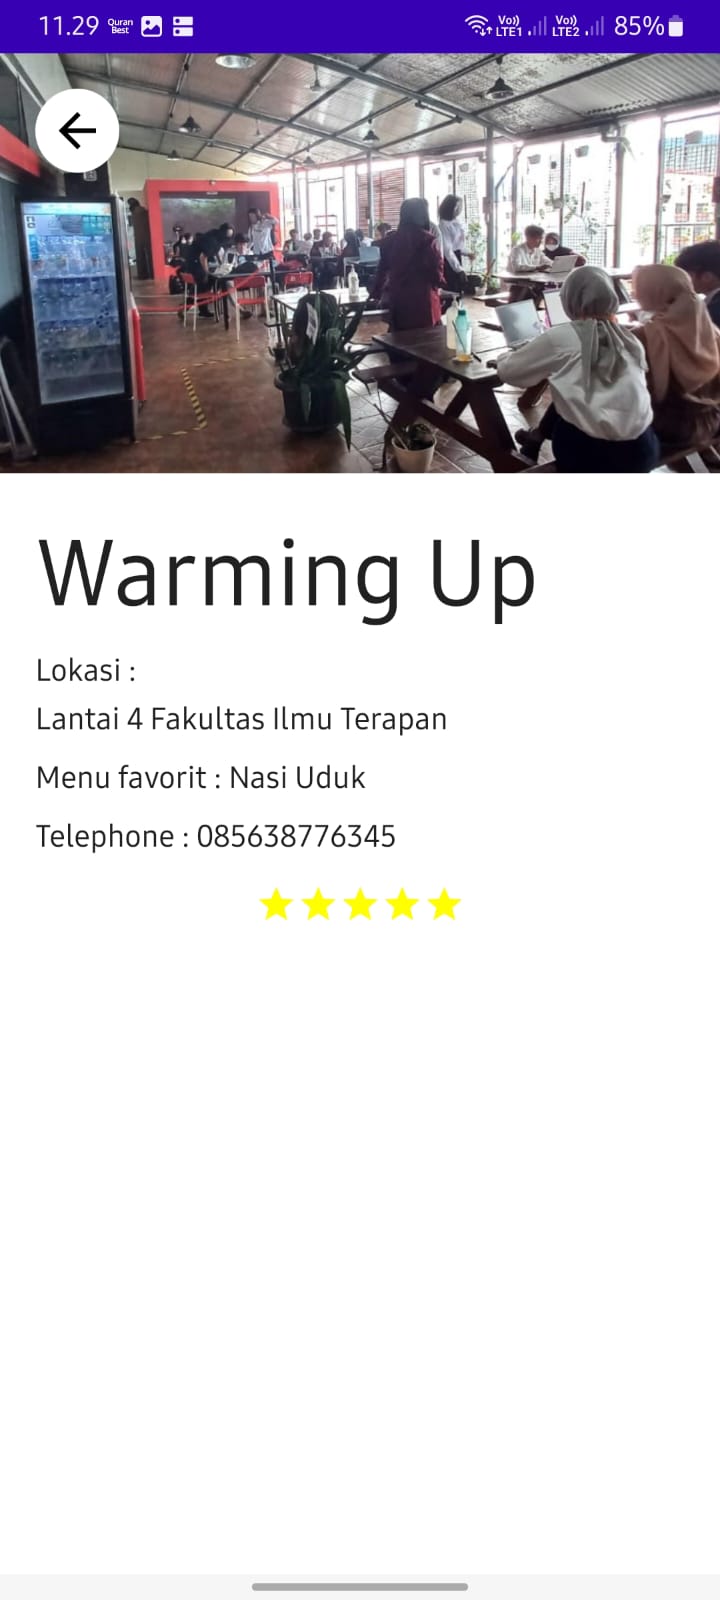 11.29 Quran Best Vo)) LTE1 Vo)) LTE2 85%
Warming Up
Lokasi :
Lantai 4 Fakultas Ilmu Terapan
Menu favorit : Nasi Uduk
Telephone : 085638776345